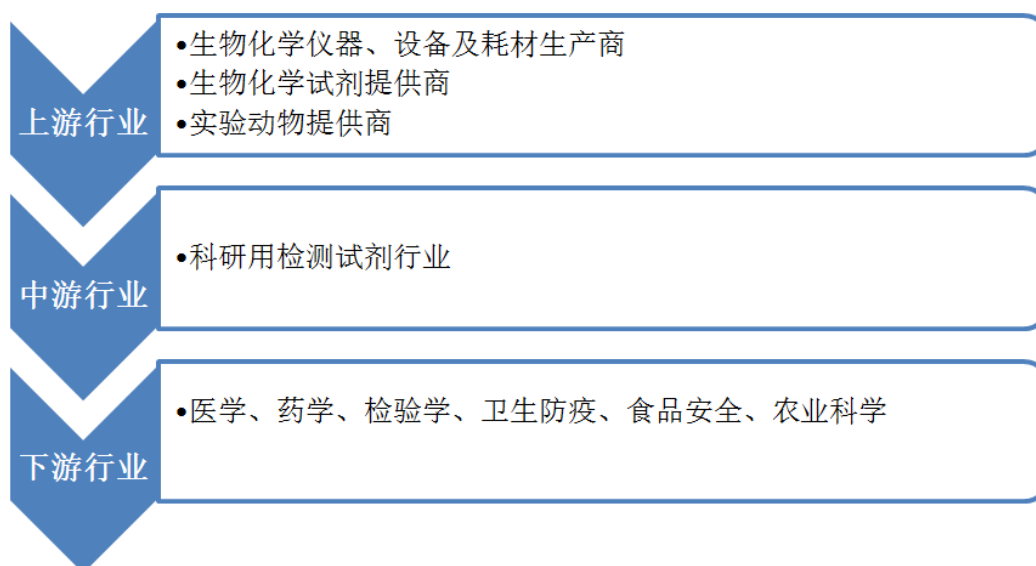 上游行业
•生物化学仪器、设备及耗材生产商
•生物化学试剂提供商
•实验动物提供商
中游行业
•科研用检测试剂行业
下游行业
•医学、药学、检验学、卫生防疫、食品安全、农业科学